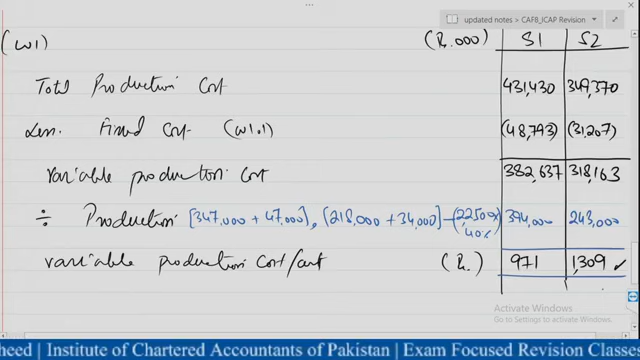 updated notes > CAF8_ICAP Revision
(W1) (Rs.000) S1 S2
Total Production Cost 431,430 349,370
Less. Fixed Cost (W1.1) (48,793) (31,207)
Variable production Cost 382,637 318,163
÷ Production [347,000 + 47,000], (218,000 + 34,000] - (22500x 40%) 394,000 243,000
Variable production Cost/unit (Rs.) 971 1,309 ✓
Activate Windows
Go to Settings to activate Windows.
heed | Institute of Chartered Accountants of Pakistan | Exam Focused Revision Classes